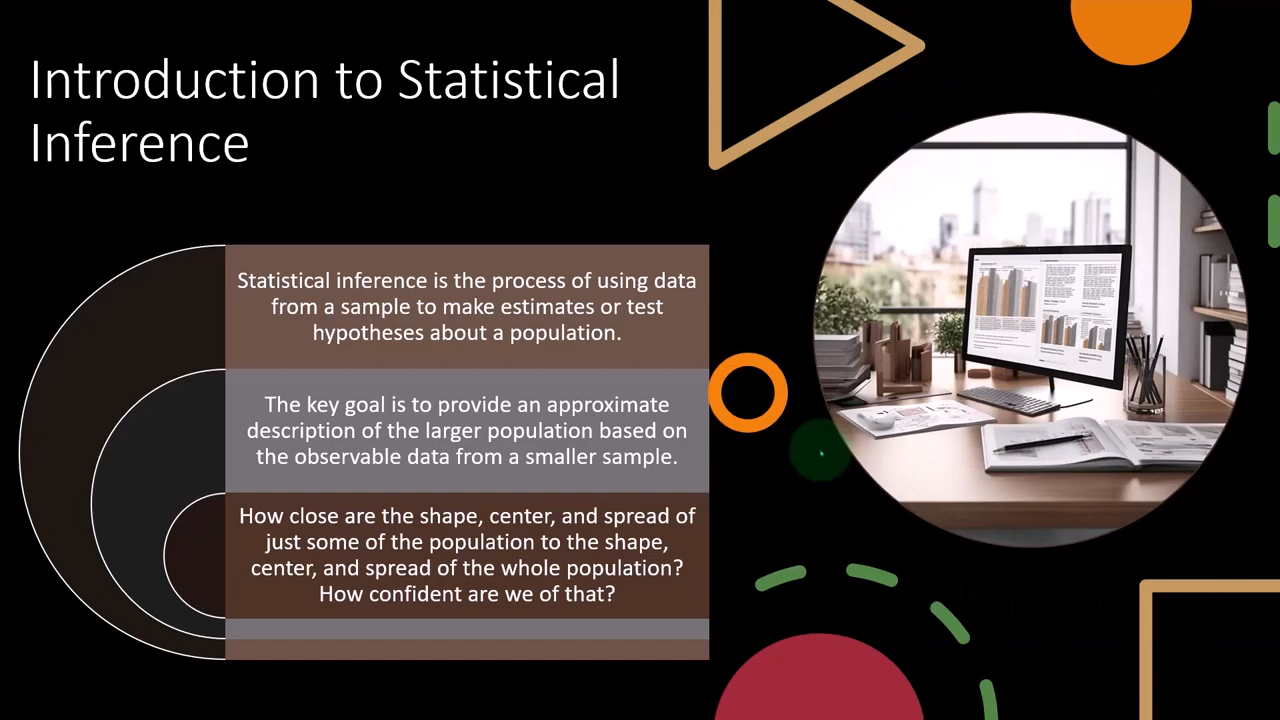 Introduction to Statistical
Inference
Statistical inference is the process of using data
from a sample to make estimates or test
hypotheses about a population.
The key goal is to provide an approximate
description of the larger population based on
the observable data from a smaller sample.
How close are the shape, center, and spread of
just some of the population to the shape,
center, and spread of the whole population?
How confident are we of that?